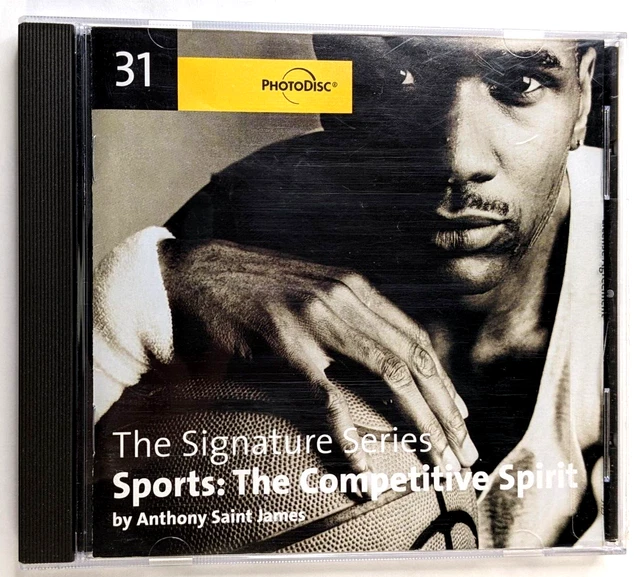 31
PHOTODISC®
The Signature Series
Sports: The Competitive Spirit
by Anthony Saint James